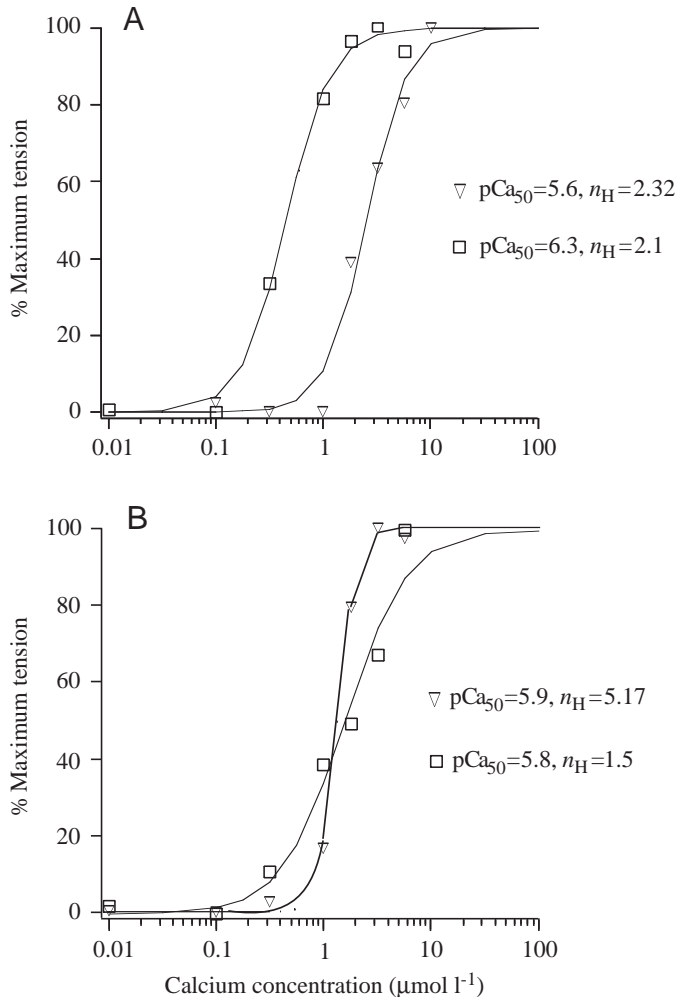 A
100
80
60
40
20
0
% Maximum tension
▽ pCa50=5.6, nH=2.32
□ pCa50=6.3, nH=2.1
0.01 0.1 1 10 100
B
100
80
60
40
20
0
% Maximum tension
▽ pCa50=5.9, nH=5.17
□ pCa50=5.8, nH=1.5
0.01 0.1 1 10 100
Calcium concentration (μmol l-1)